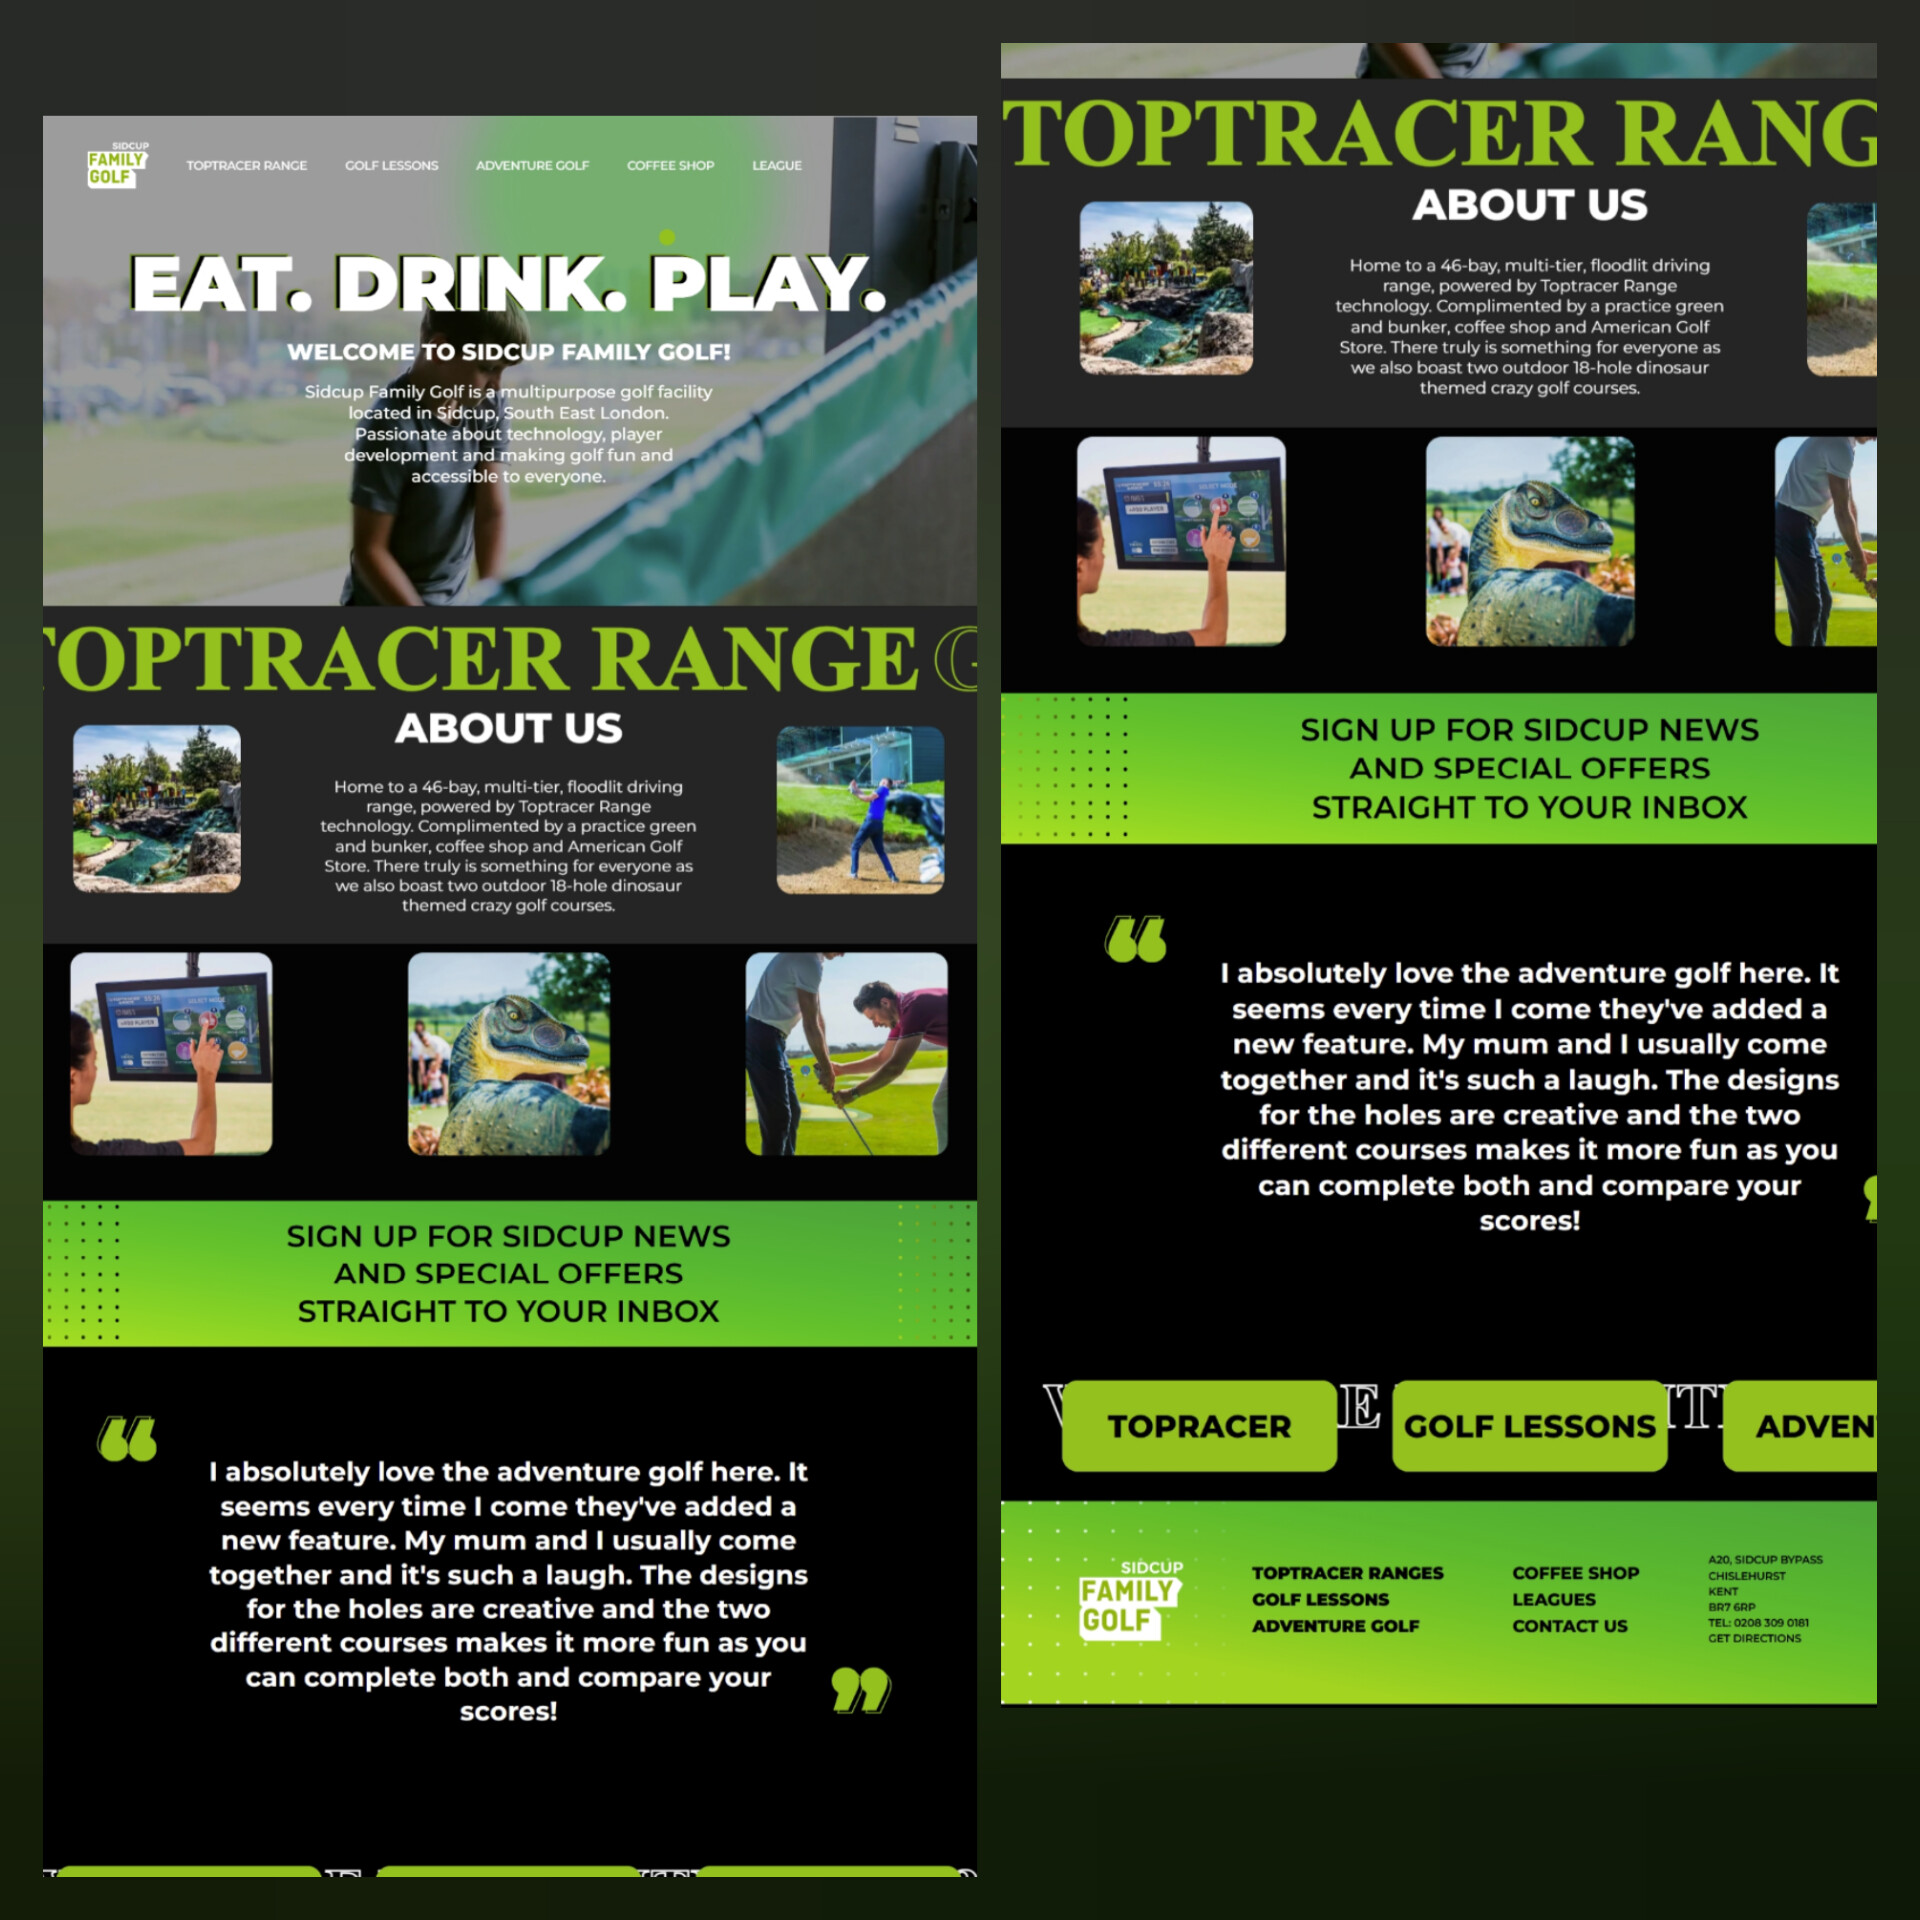 SIDCUP
FAMILY
GOLF
TOPTRACER RANGE
GOLF LESSONS
ADVENTURE GOLF
COFFEE SHOP
LEAGUE
EAT. DRINK. PLAY.
WELCOME TO SIDCUP FAMILY GOLF!
Sidcup Family Golf is a multipurpose golf facility
located in Sidcup, South East London.
Passionate about technology, player
development and making golf fun and
accessible to everyone.
TOPTRACER RANGE G
ABOUT US
Home to a 46-bay, multi-tier, floodlit driving
range, powered by Toptracer Range
technology. Complimented by a practice green
and bunker, coffee shop and American Golf
Store. There truly is something for everyone as
we also boast two outdoor 18-hole dinosaur
themed crazy golf courses.
SELECT MODE
SIGN UP FOR SIDCUP NEWS
AND SPECIAL OFFERS
STRAIGHT TO YOUR INBOX
“
I absolutely love the adventure golf here. It
seems every time I come they've added a
new feature. My mum and I usually come
together and it's such a laugh. The designs
for the holes are creative and the two
different courses makes it more fun as you
can complete both and compare your
scores!
”
TOPTRACER RANG
ABOUT US
Home to a 46-bay, multi-tier, floodlit driving
range, powered by Toptracer Range
technology. Complimented by a practice green
and bunker, coffee shop and American Golf
Store. There truly is something for everyone as
we also boast two outdoor 18-hole dinosaur
themed crazy golf courses.
SELECT MODE
SIGN UP FOR SIDCUP NEWS
AND SPECIAL OFFERS
STRAIGHT TO YOUR INBOX
“
I absolutely love the adventure golf here. It
seems every time I come they've added a
new feature. My mum and I usually come
together and it's such a laugh. The designs
for the holes are creative and the two
different courses makes it more fun as you
can complete both and compare your
scores!
TOPRACER
GOLF LESSONS
ADVEN
SIDCUP
FAMILY
GOLF
TOPTRACER RANGES
GOLF LESSONS
ADVENTURE GOLF
COFFEE SHOP
LEAGUES
CONTACT US
A20, SIDCUP BYPASS
CHISLEHURST
KENT
BR7 6RP
TEL: 0208 309 0181
GET DIRECTIONS